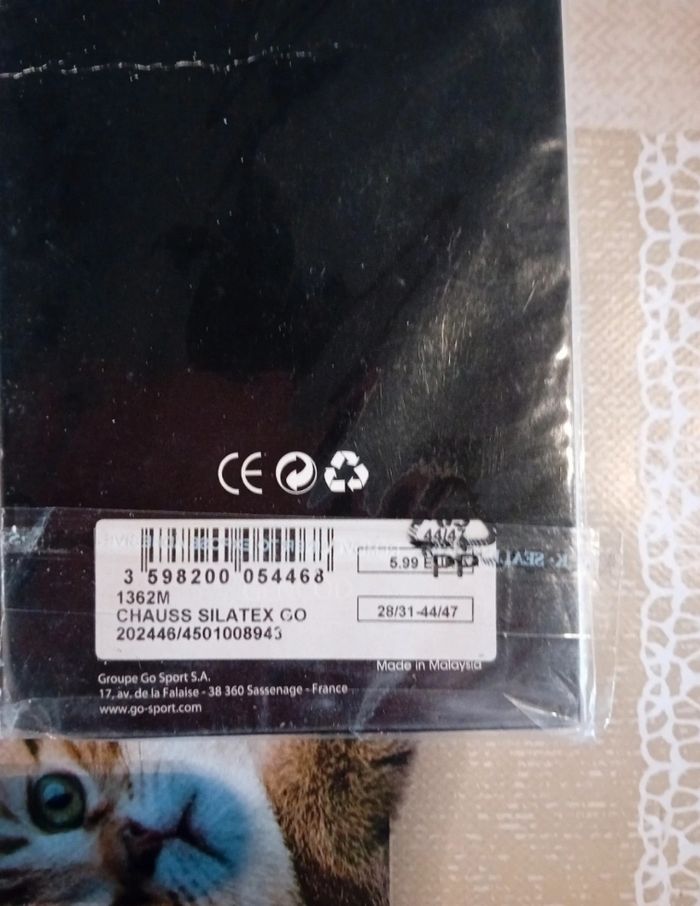 CE
44/47
5.99
PP
3 598200 054468
1362M
CHAUSS SILATEX GO
202446/4501008943
28/31-44/47
Made in Malaysia
Groupe Go Sport S.A.
17, av. de la Falaise - 38 360 Sassenage - France
www.go-sport.com